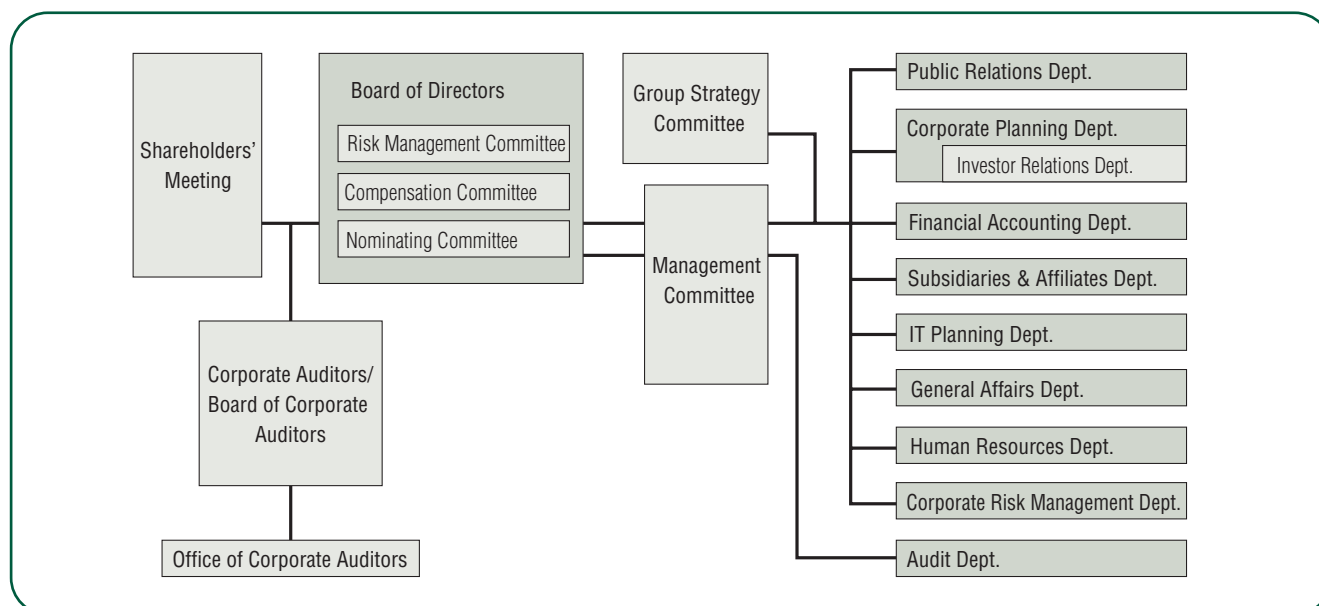 Shareholders'
Meeting
Board of Directors
Risk Management Committee
Compensation Committee
Nominating Committee
Corporate Auditors/
Board of Corporate
Auditors
Office of Corporate Auditors
Group Strategy
Committee
Management
Committee
Public Relations Dept.
Corporate Planning Dept.
Investor Relations Dept.
Financial Accounting Dept.
Subsidiaries & Affiliates Dept.
IT Planning Dept.
General Affairs Dept.
Human Resources Dept.
Corporate Risk Management Dept.
Audit Dept.